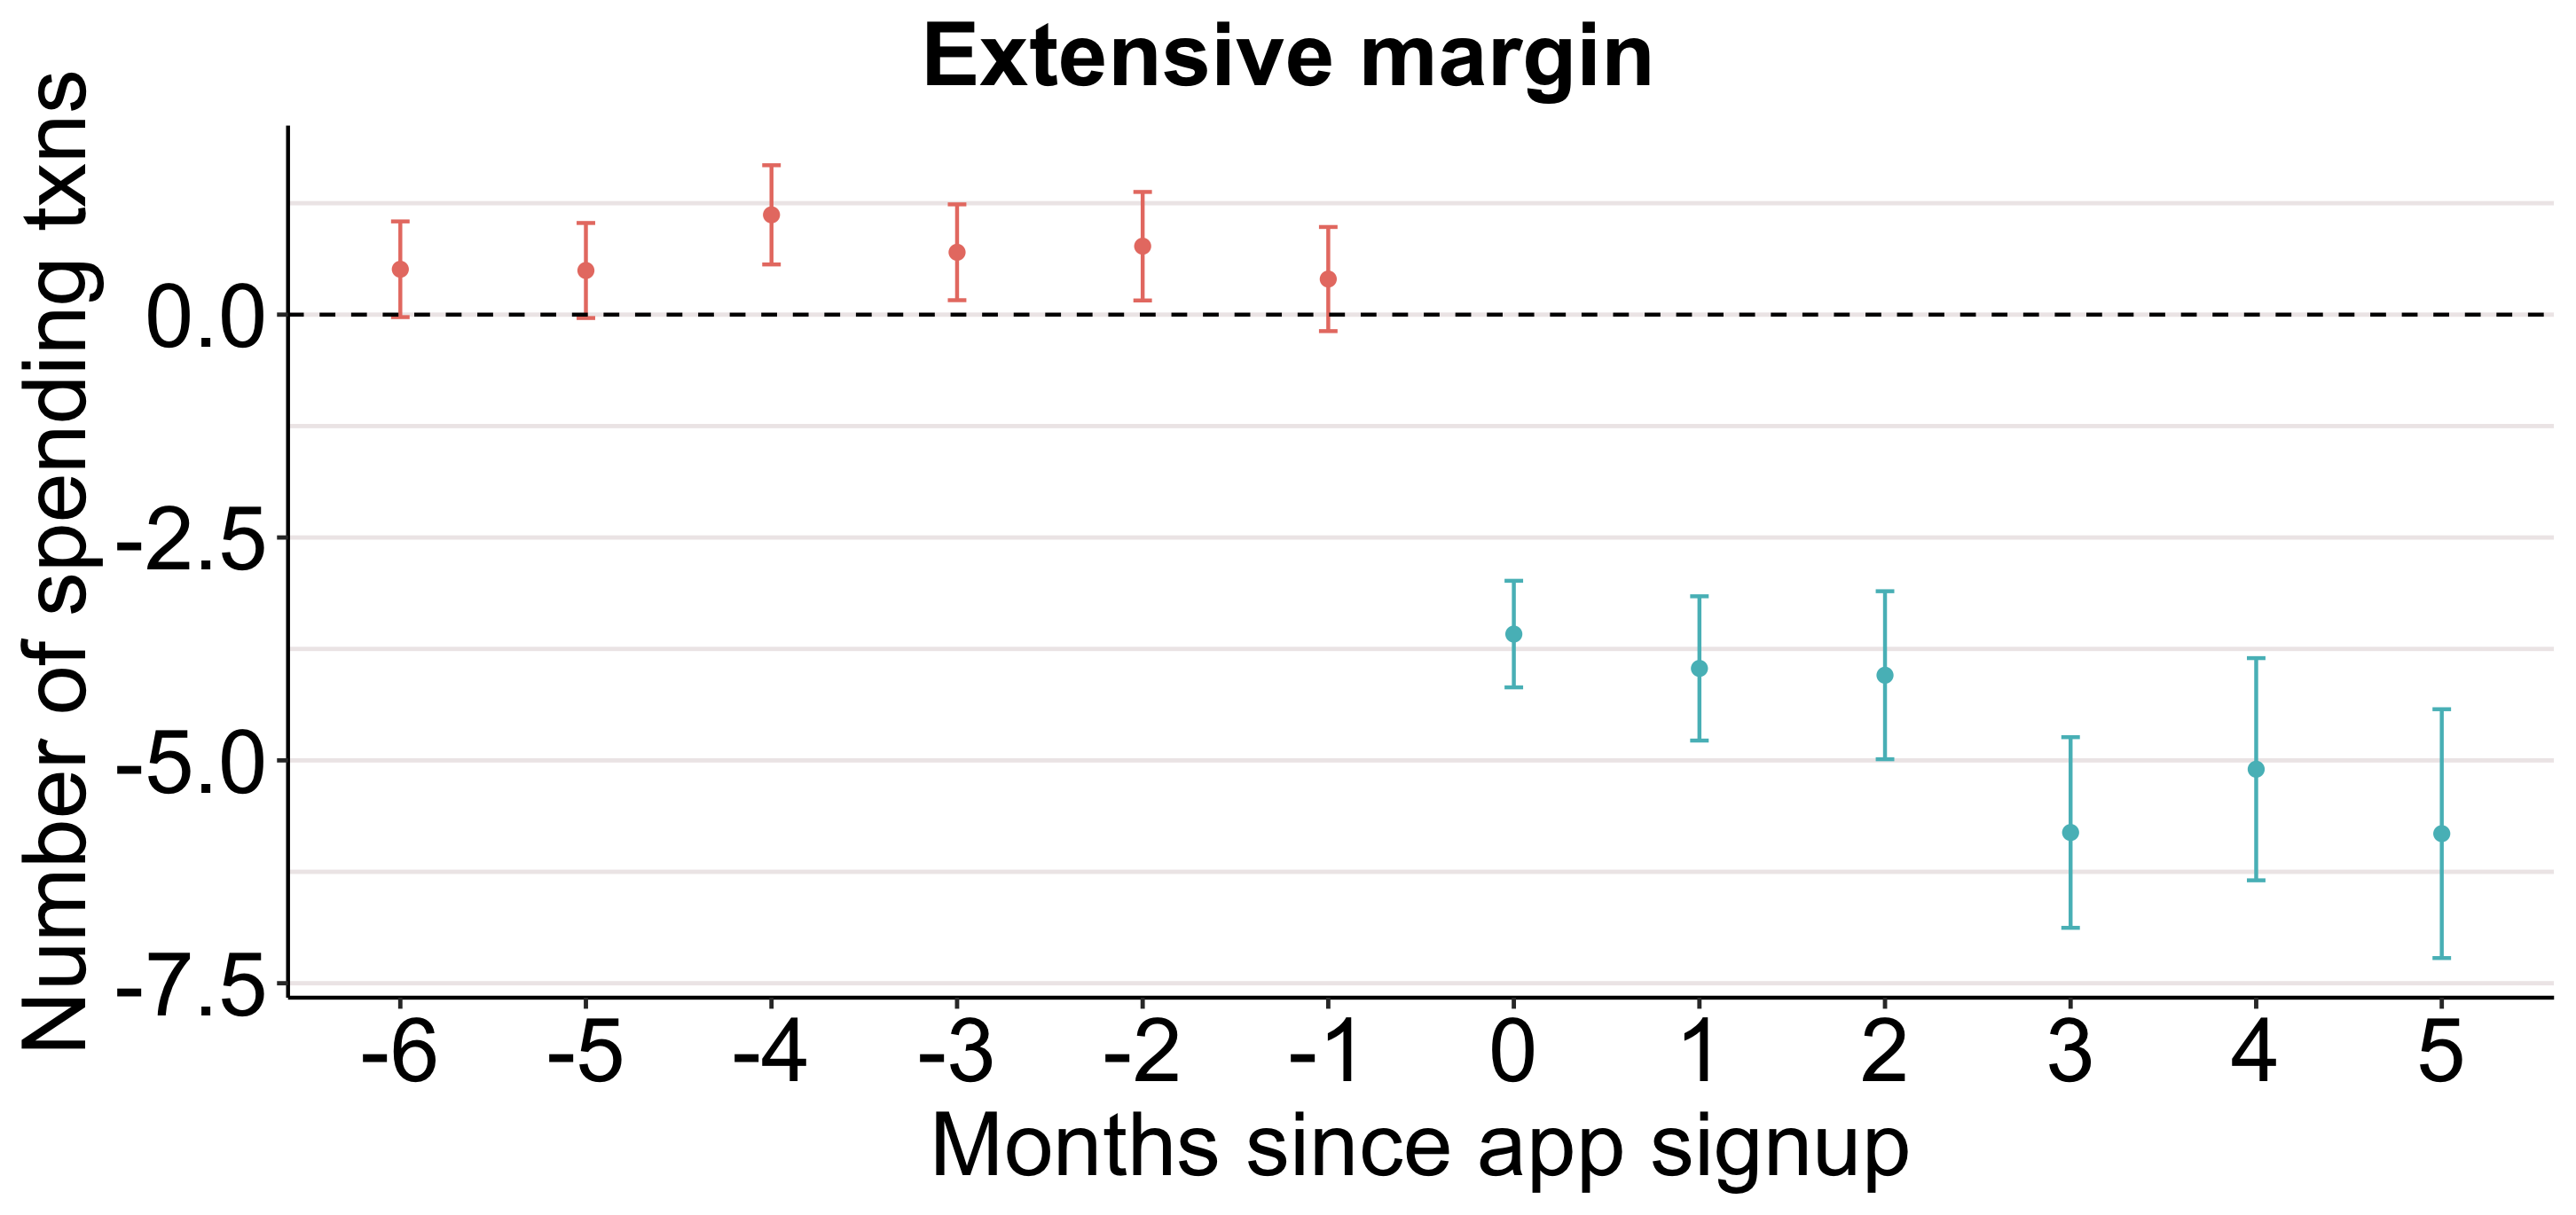 Extensive margin
Number of spending txns
0.0
-2.5
-5.0
-7.5
-6 -5 -4 -3 -2 -1 0 1 2 3 4 5
Months since app signup